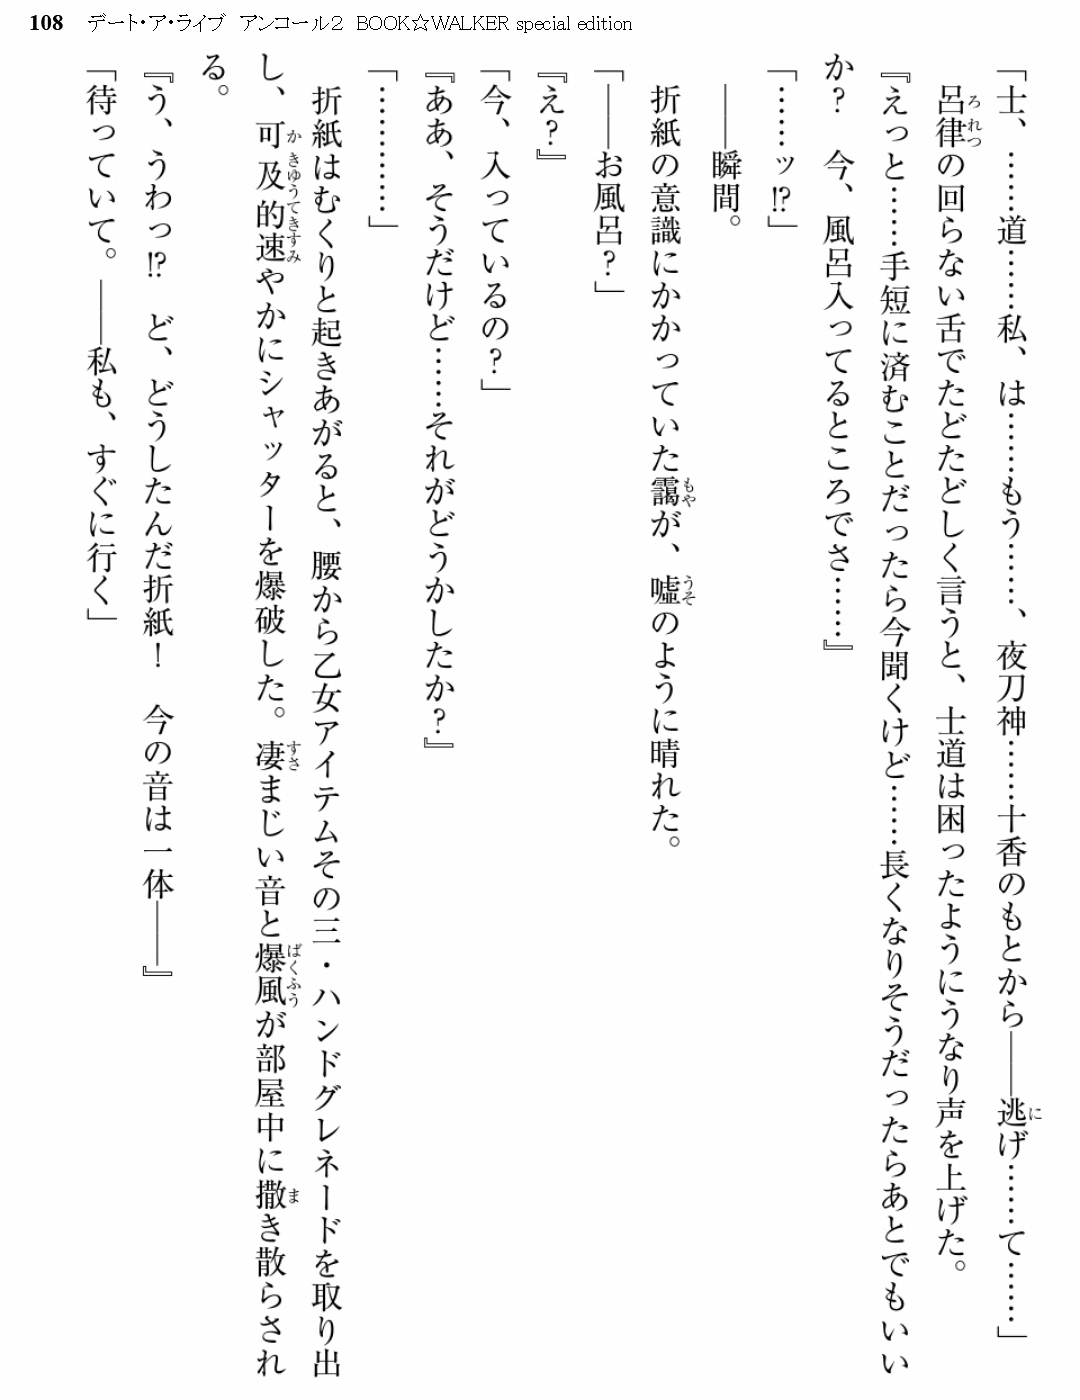 108 デート・ア・ライブ アンコール2 BOOK☆WALKER special edition
「士、……道……私、は……もう……、夜刀神……十香のもとから――逃げ……て……」
呂律の回らない舌でたどたどしく言うと、士道は困ったようにうなり声を上げた。
『えっと……手短に済むことだったら今聞くけど……長くなりそうだったらあとでもいい
か？　今、風呂入ってるところでさ……』
「……ッ!?」
――瞬間。
折紙の意識にかかっていた靄が、嘘のように晴れた。
「――お風呂？」
『え？』
「今、入っているの？」
『ああ、そうだけど……それがどうかしたか？』
「…………」
折紙はむくりと起きあがると、腰から乙女アイテムその三・ハンドグレネードを取り出
し、可及的速やかにシャッターを爆破した。凄まじい音と爆風が部屋中に撒き散らされ
る。
『う、うわっ!?　ど、どうしたんだ折紙！　今の音は一体――』
「待っていて。――私も、すぐに行く」